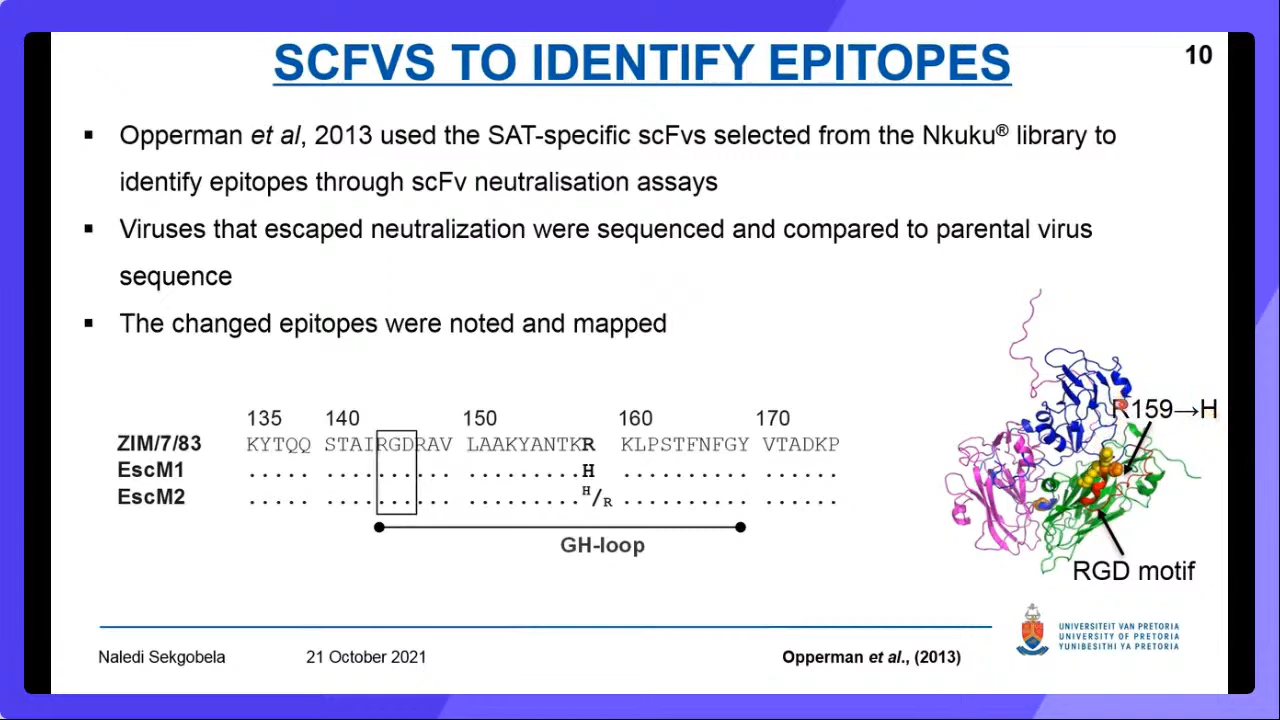 SCFVS TO IDENTIFY EPITOPES
10
▪ Opperman et al, 2013 used the SAT-specific scFvs selected from the Nkuku® library to
identify epitopes through scFv neutralisation assays
▪ Viruses that escaped neutralization were sequenced and compared to parental virus
sequence
▪ The changed epitopes were noted and mapped
135 140 150 160 170
ZIM/7/83 KYTQQ STAIRGDRAV LAAKYANTKR KLPSTFNFGY VTADKP
EscM1 ..... .......... .........H .......... ......
EscM2 ..... .......... .........H/R .......... ......
GH-loop
R159→H
RGD motif
UNIVERSITEIT VAN PRETORIA
UNIVERSITY OF PRETORIA
YUNIBESITHI YA PRETORIA
Naledi Sekgobela
21 October 2021
Opperman et al., (2013)